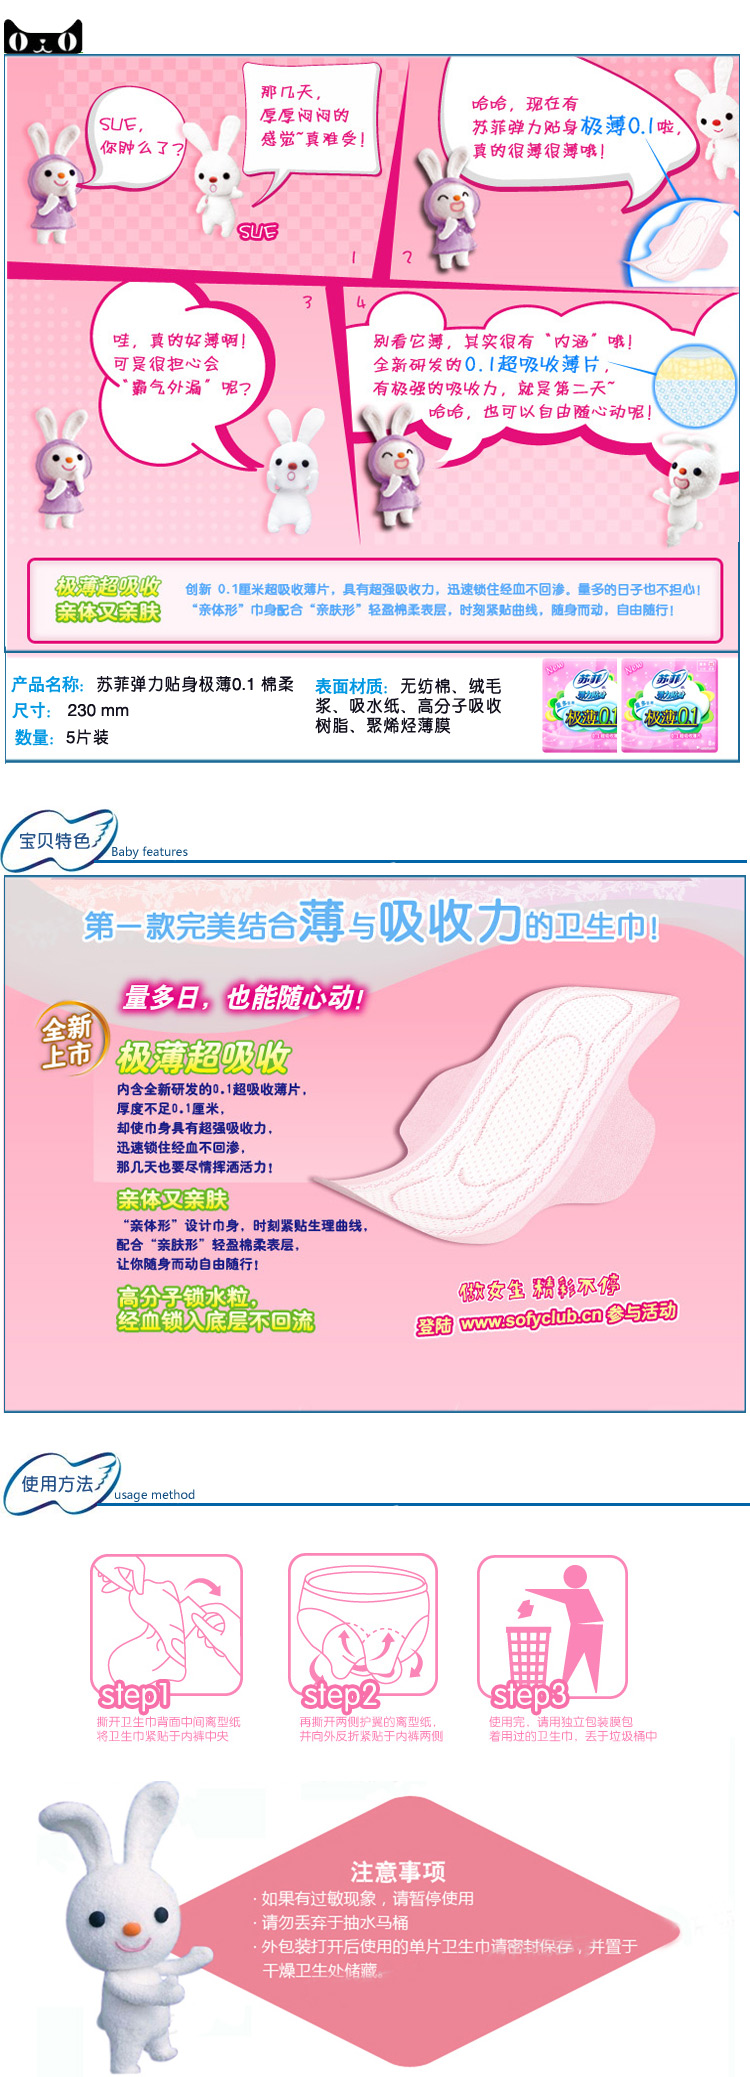 SUE,
你肿么了?
那几天,
厚厚闷闷的
感觉~真难受!
SUE
1
哈哈, 现在有
苏菲弹力贴身极薄0.1啦,
真的很薄很薄哦!
2
3
哇, 真的好薄啊!
可是很担心会
“霸气外漏”呢?
4
别看它薄, 其实很有“内涵”哦!
全新研发的0.1超吸收薄片,
有极强的吸收力, 就是第二天~
哈哈, 也可以自由随心动呢!
极薄超吸收
亲体又亲肤
创新 0.1厘米超吸收薄片, 具有超强吸收力, 迅速锁住经血不回渗。量多的日子也不担心!
“亲体形”巾身配合“亲肤形”轻盈棉柔表层, 时刻紧贴曲线, 随身而动, 自由随行!
产品名称: 苏菲弹力贴身极薄0.1 棉柔
尺寸: 230 mm
数量: 5片装
表面材质: 无纺棉、绒毛
浆、吸水纸、高分子吸收
树脂、聚烯烃薄膜
New
苏菲
弹力贴身
极薄0.1
New
苏菲
弹力贴身
极薄0.1
宝贝特色
Baby features
第一款完美结合薄与吸收力的卫生巾!
量多日, 也能随心动!
全新
上市
极薄超吸收
内含全新研发的0.1超吸收薄片,
厚度不足0.1厘米,
却使巾身具有超强吸收力,
迅速锁住经血不回渗,
那几天也要尽情挥洒活力!
亲体又亲肤
“亲体形”设计巾身, 时刻紧贴生理曲线,
配合“亲肤形”轻盈棉柔表层,
让你随身而动自由随行!
高分子锁水粒,
经血锁入底层不回流
做女生 精彩不停
登陆 www.sofyclub.cn 参与活动
使用方法
usage method
step1
撕开卫生巾背面中间离型纸
将卫生巾紧贴于内裤中央
step2
再撕开两侧护翼的离型纸,
并向外反折紧贴于内裤两侧
step3
使用完, 请用独立包装膜包
着用过的卫生巾, 丢于垃圾桶中
注意事项
· 如果有过敏现象, 请暂停使用
· 请勿丢弃于抽水马桶
· 外包装打开后使用的单片卫生巾请密封保存, 并置于
干燥卫生处储藏